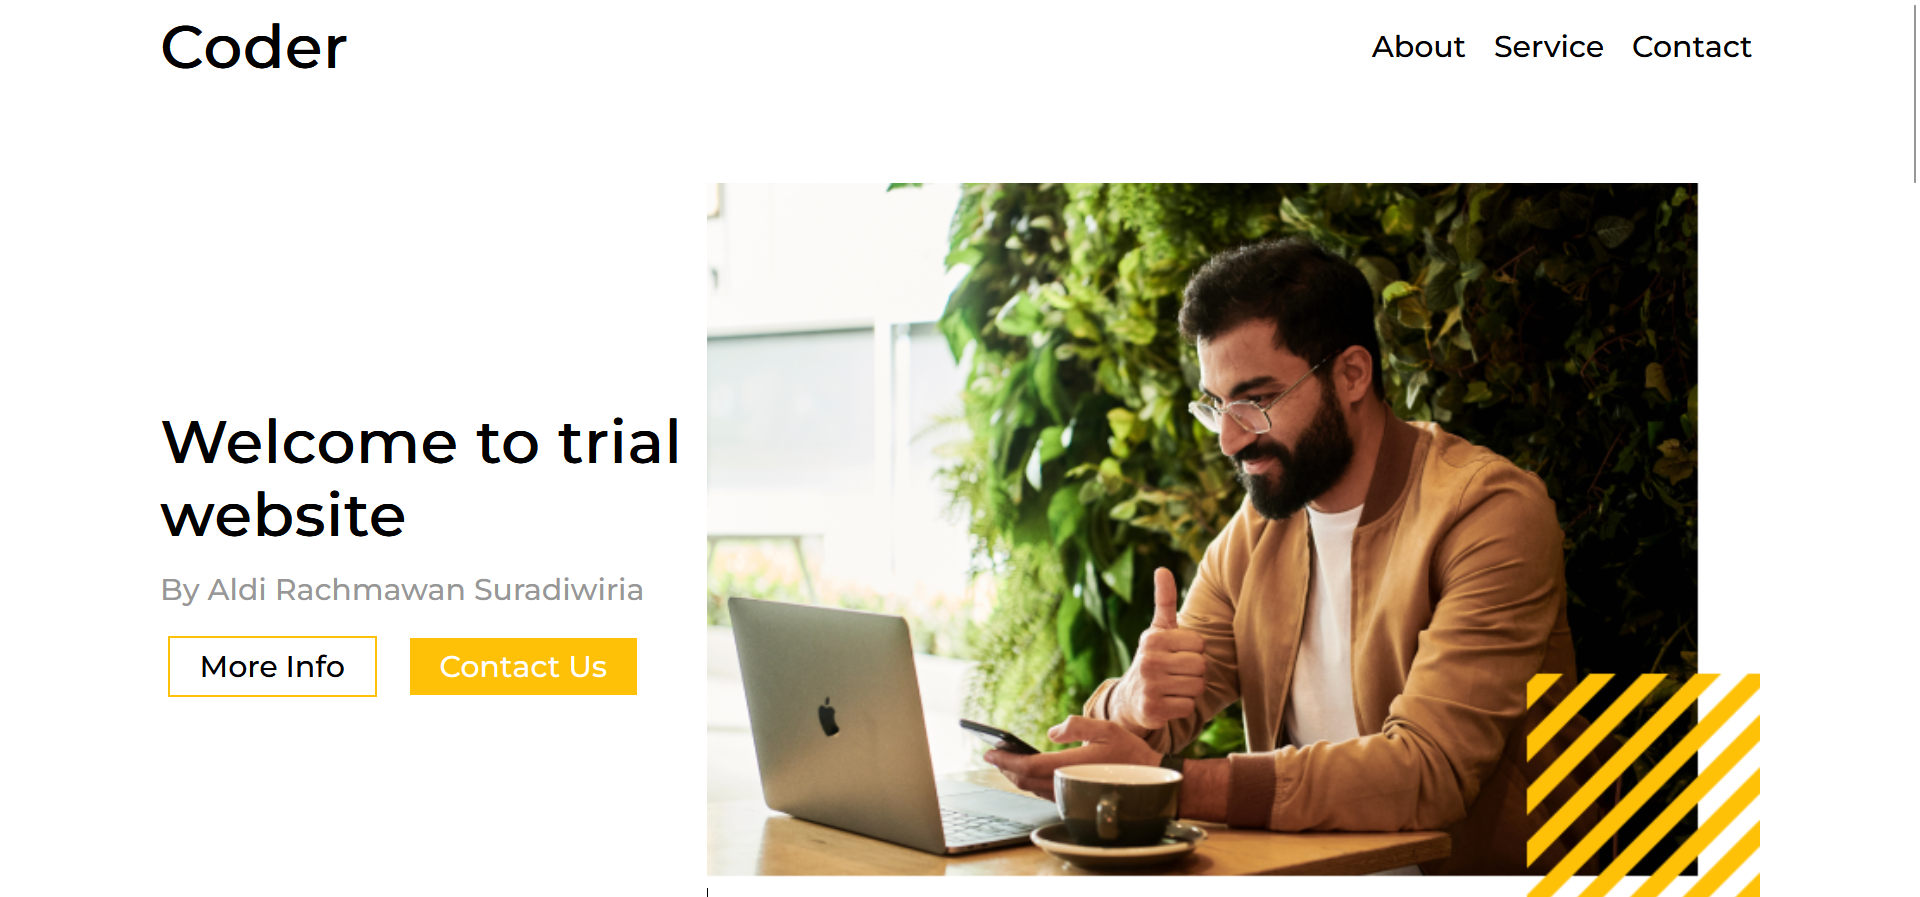 Coder
About Service Contact
Welcome to trial
website
By Aldi Rachmawan Suradiwiria
More Info Contact Us